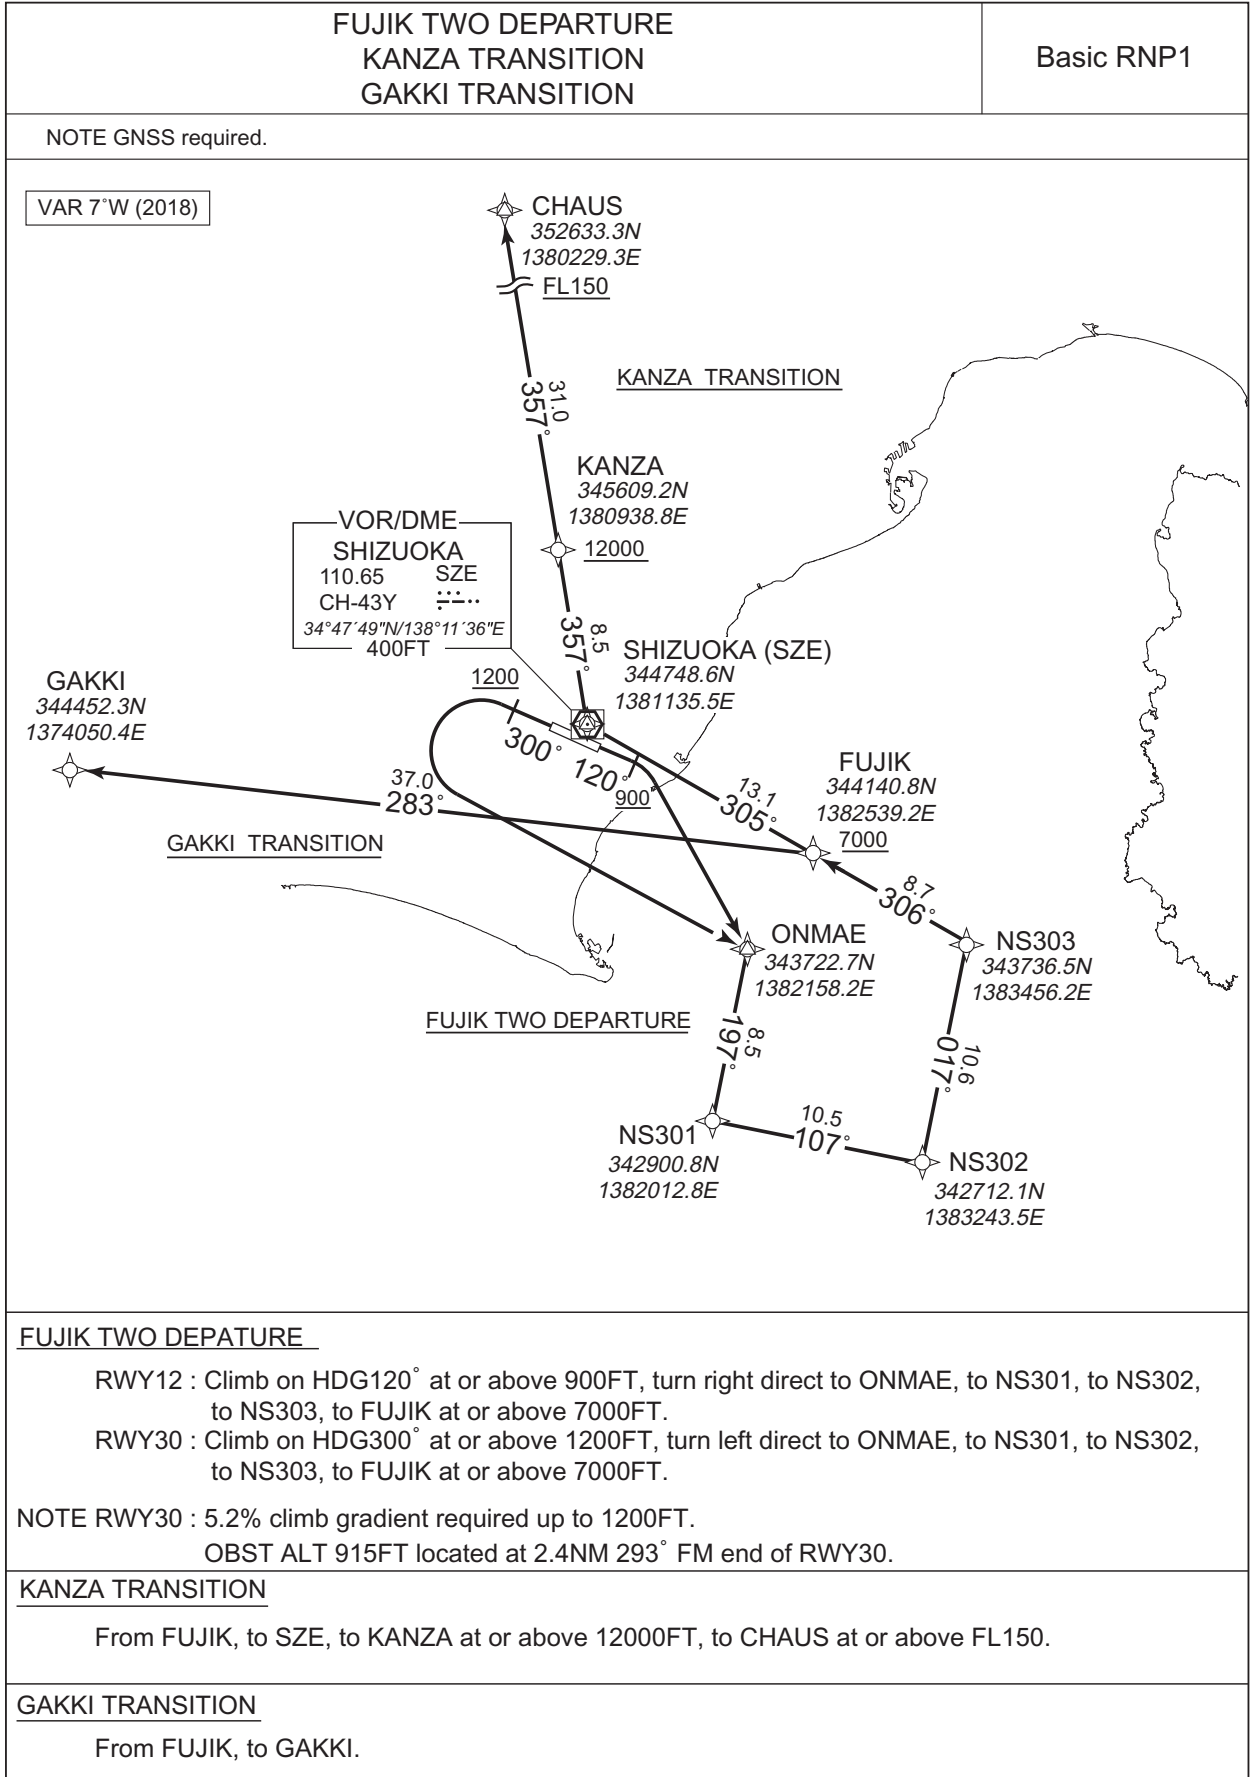 FUJIK TWO DEPARTURE
KANZA TRANSITION
GAKKI TRANSITION
Basic RNP1
NOTE GNSS required.
VAR 7°W (2018)
CHAUS
352633.3N
1380229.3E
FL150
KANZA TRANSITION
31.0
357°
KANZA
345609.2N
1380938.8E
12000
VOR/DME
SHIZUOKA
110.65 SZE
CH-43Y
34°47´49"N/138°11´36"E
400FT
8.5
357°
SHIZUOKA (SZE)
344748.6N
1381135.5E
GAKKI
344452.3N
1374050.4E
1200
300°
120°
900
FUJIK
344140.8N
1382539.2E
7000
13.1
305°
37.0
283°
GAKKI TRANSITION
8.7
306°
ONMAE
343722.7N
1382158.2E
NS303
343736.5N
1383456.2E
FUJIK TWO DEPARTURE
8.5
197°
10.6
017°
NS301
342900.8N
1382012.8E
10.5
107°
NS302
342712.1N
1383243.5E
FUJIK TWO DEPATURE
RWY12 : Climb on HDG120° at or above 900FT, turn right direct to ONMAE, to NS301, to NS302,
to NS303, to FUJIK at or above 7000FT.
RWY30 : Climb on HDG300° at or above 1200FT, turn left direct to ONMAE, to NS301, to NS302,
to NS303, to FUJIK at or above 7000FT.
NOTE RWY30 : 5.2% climb gradient required up to 1200FT.
OBST ALT 915FT located at 2.4NM 293° FM end of RWY30.
KANZA TRANSITION
From FUJIK, to SZE, to KANZA at or above 12000FT, to CHAUS at or above FL150.
GAKKI TRANSITION
From FUJIK, to GAKKI.